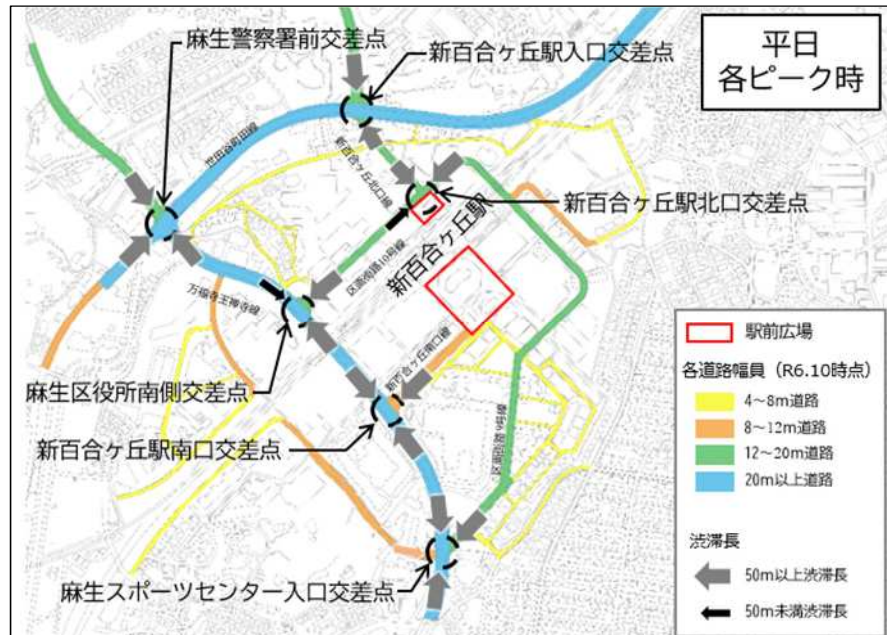 平日
各ピーク時
麻生警察署前交差点
新百合ヶ丘駅入口交差点
世田谷町田線
新百合ヶ丘北口線
新百合ヶ丘駅北口交差点
新百合ヶ丘駅
区画街路10号線
万福寺王禅寺線
新百合ヶ丘南口線
麻生区役所南側交差点
新百合ヶ丘駅南口交差点
麻生スポーツセンター入口交差点
駅前広場
各道路幅員（R6.10時点）
4～8m道路
8～12m道路
12～20m道路
20m以上道路
渋滞長
50m以上渋滞長
50m未満渋滞長